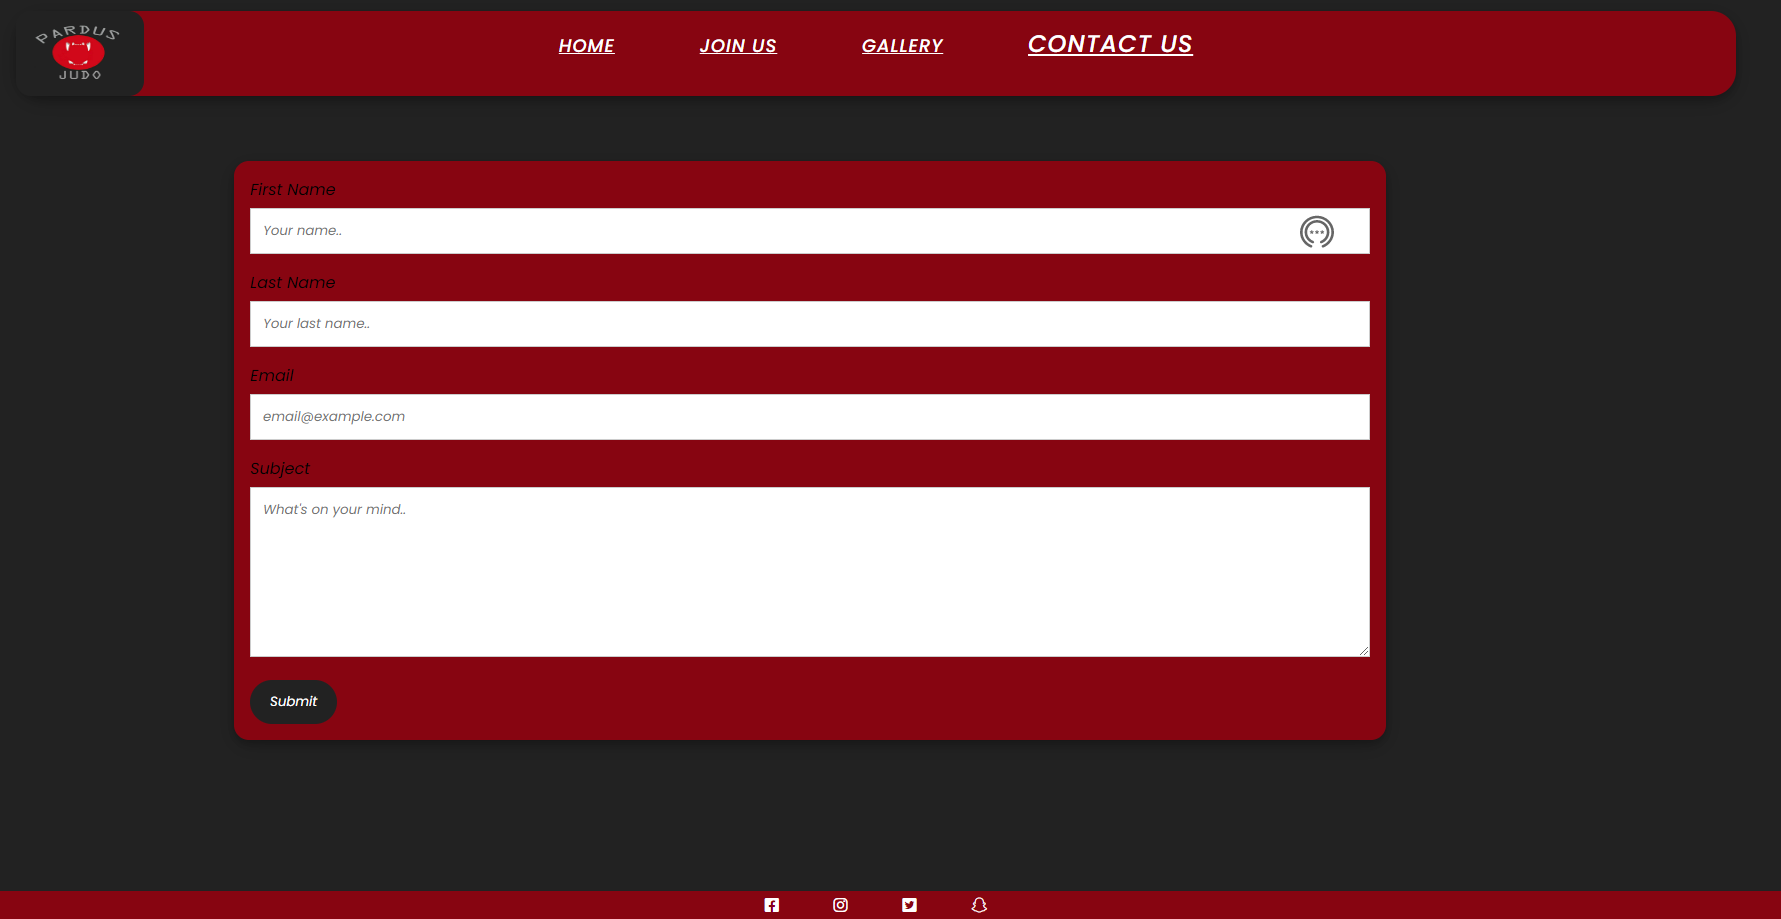 PARDUS
JUDO
HOME JOIN US GALLERY CONTACT US
First Name
Your name..
Last Name
Your last name..
Email
email@example.com
Subject
What's on your mind..
Submit